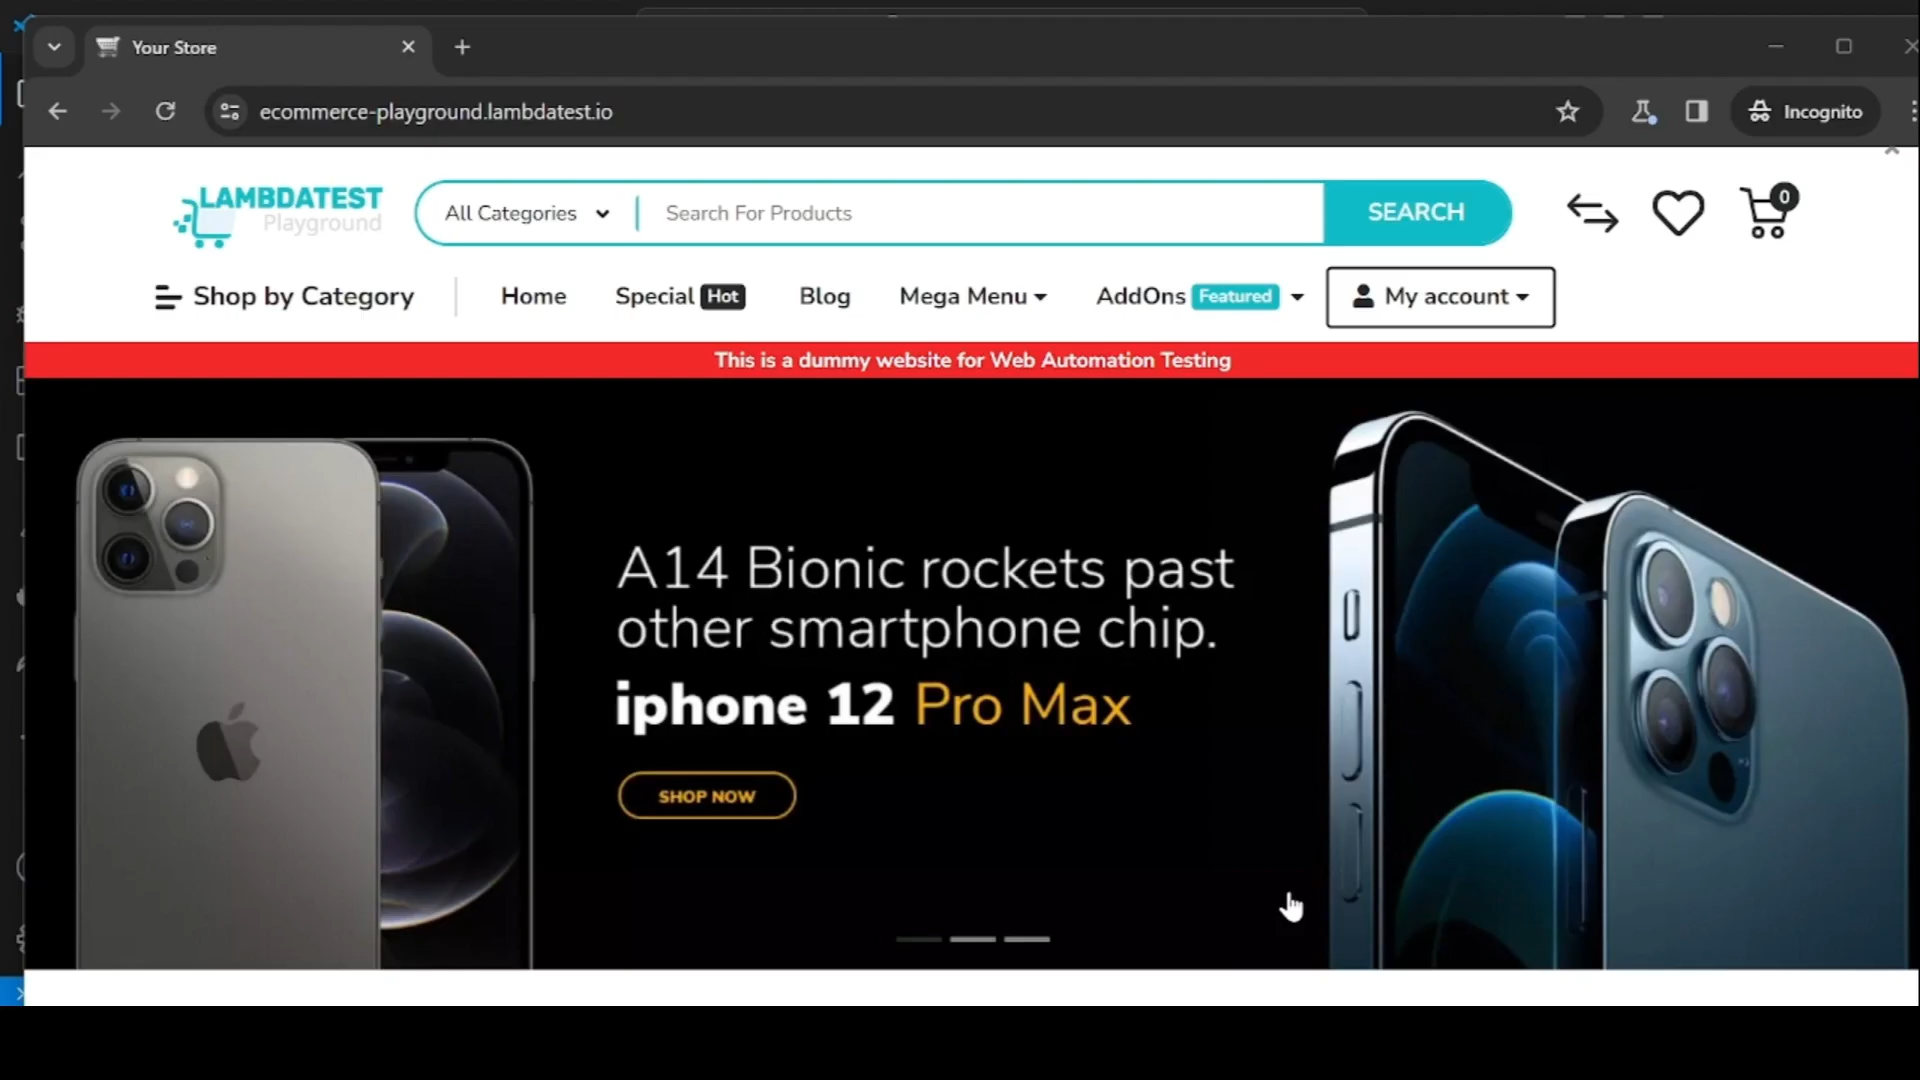 Your Store
ecommerce-playground.lambdatest.io
Incognito
LAMBDATEST
Playground
All Categories
Search For Products
SEARCH
0
Shop by Category
Home
Special Hot
Blog
Mega Menu
AddOns Featured
My account
This is a dummy website for Web Automation Testing
A14 Bionic rockets past
other smartphone chip.
iphone 12 Pro Max
SHOP NOW